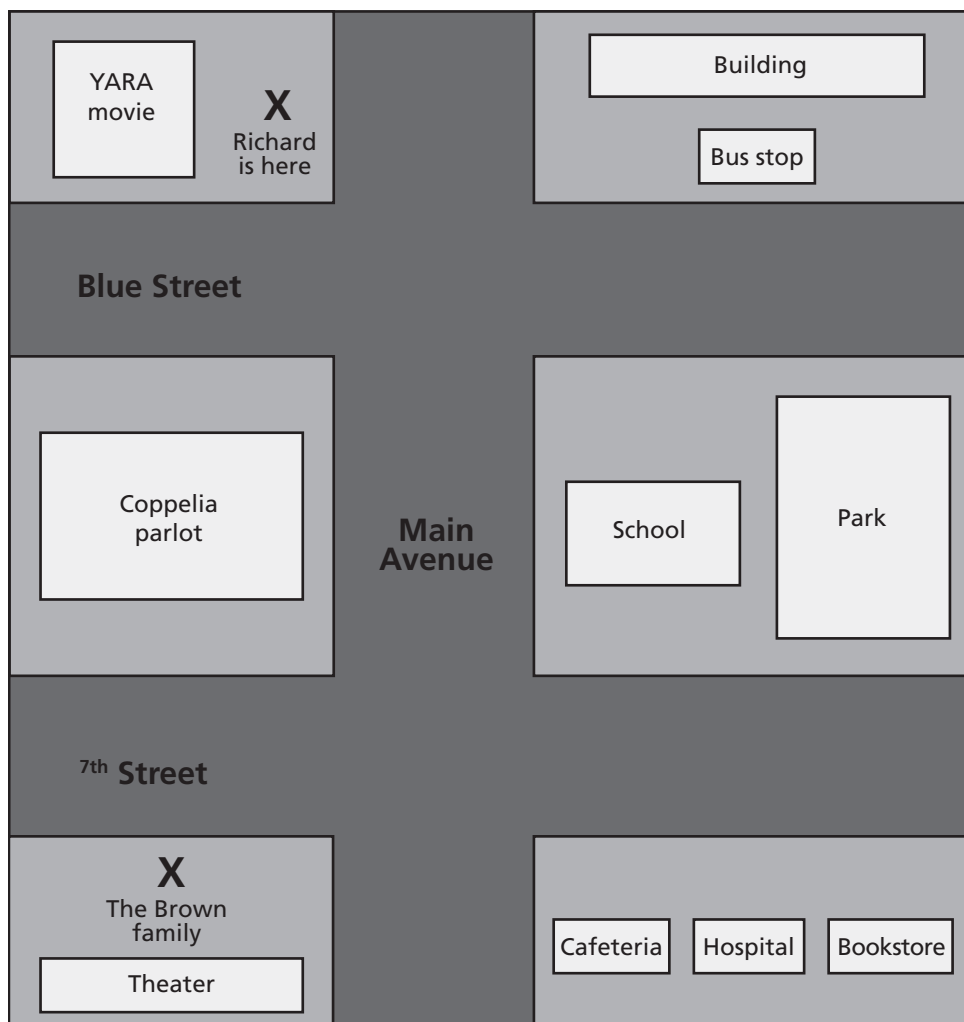 YARA
movie
X
Richard
is here
Building
Bus stop
Blue Street
Coppelia
parlot
Main
Avenue
School
Park
7th Street
X
The Brown
family
Theater
Cafeteria
Hospital
Bookstore